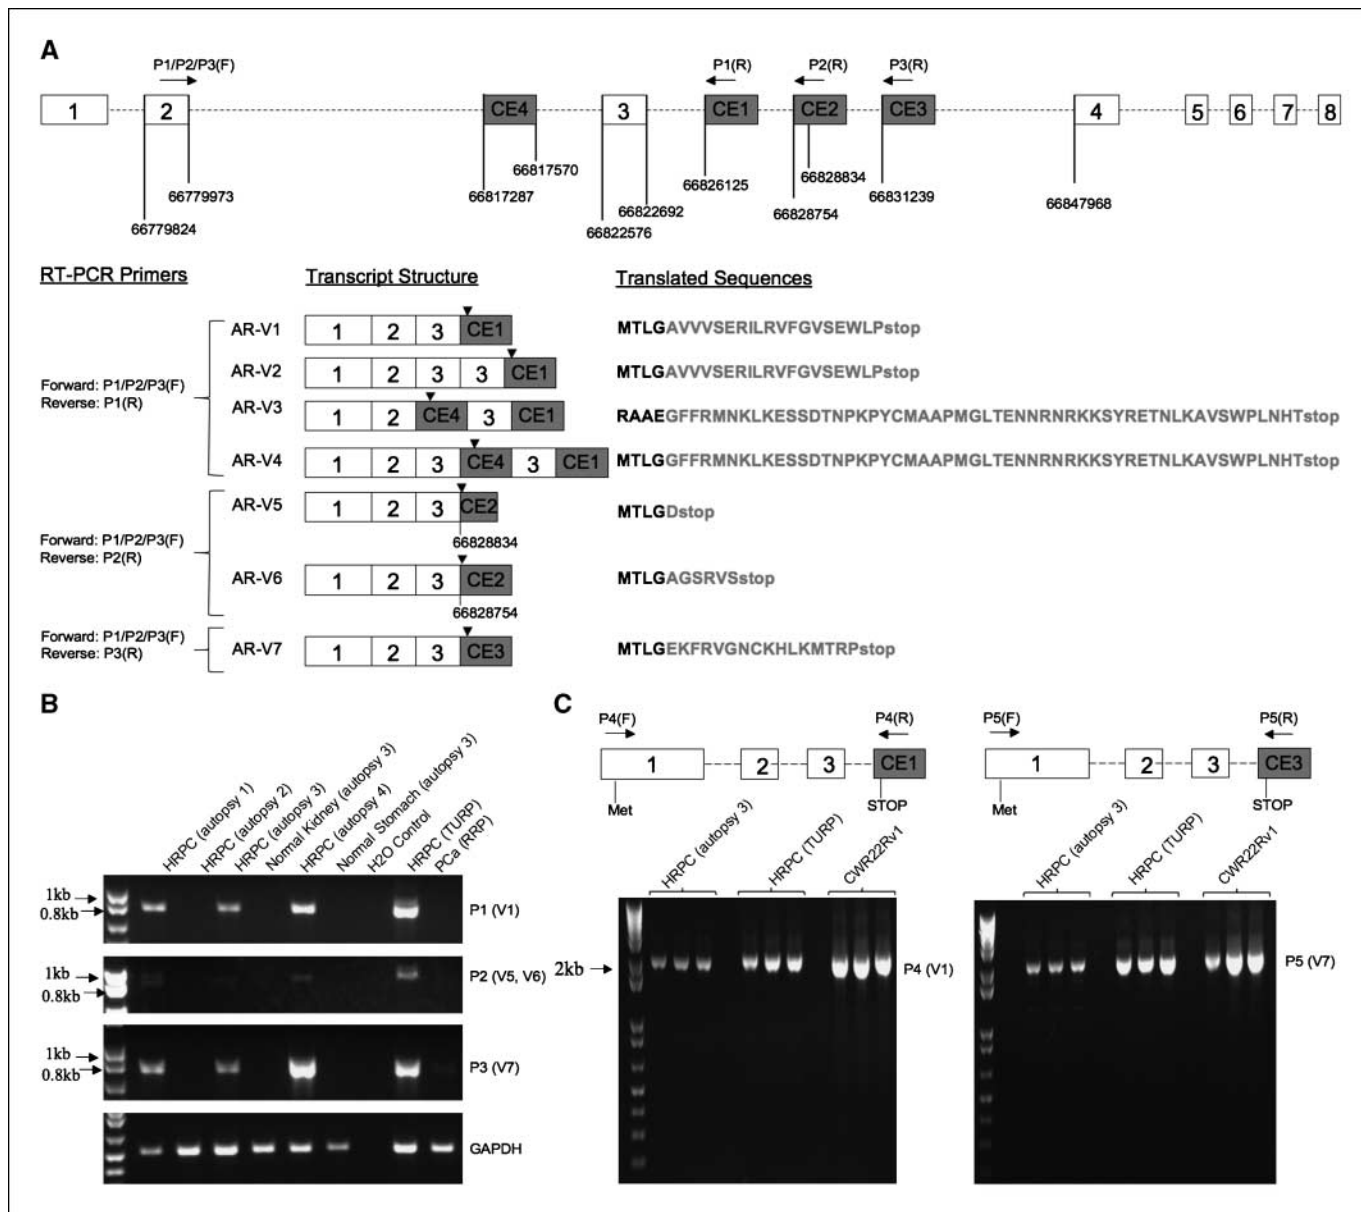 A
P1/P2/P3(F)
P1(R)
P2(R)
P3(R)
1
2
CE4
3
CE1
CE2
CE3
4
5
6
7
8
66817570
66779973
66817287
66822692
66826125
66828834
66831239
66847968
66779824
66822576
66828754
RT-PCR Primers
Transcript Structure
Translated Sequences
Forward: P1/P2/P3(F)
Reverse: P1(R)
AR-V1
1 2 3 CE1
MTLGAVVVSERILRVFGVSEWLPstop
AR-V2
1 2 3 3 CE1
MTLGAVVVSERILRVFGVSEWLPstop
AR-V3
1 2 CE4 3 CE1
RAAEGFFRMNKLKESSDTNPKPYCMAAPMGLTENNRNRKKSYRETNLKAVSWPLNHTstop
AR-V4
1 2 3 CE4 3 CE1
MTLGGFFRMNKLKESSDTNPKPYCMAAPMGLTENNRNRKKSYRETNLKAVSWPLNHTstop
Forward: P1/P2/P3(F)
Reverse: P2(R)
AR-V5
1 2 3 CE2
66828834
MTLGDstop
AR-V6
1 2 3 CE2
66828754
MTLGAGSRVSstop
Forward: P1/P2/P3(F)
Reverse: P3(R)
AR-V7
1 2 3 CE3
MTLGEKFRVGNCKHLKMTRPstop
B
HRPC (autopsy 1)
HRPC (autopsy 2)
HRPC (autopsy 3)
Normal Kidney (autopsy 3)
HRPC (autopsy 4)
Normal Stomach (autopsy 3)
H2O Control
HRPC (TURP)
PCa (RRP)
1kb
0.8kb
P1 (V1)
1kb
0.8kb
P2 (V5, V6)
1kb
0.8kb
P3 (V7)
GAPDH
C
P4(F)
P4(R)
1
2
3
CE1
Met
STOP
HRPC (autopsy 3)
HRPC (TURP)
CWR22Rv1
2kb
P4 (V1)
P5(F)
P5(R)
1
2
3
CE3
Met
STOP
HRPC (autopsy 3)
HRPC (TURP)
CWR22Rv1
P5 (V7)